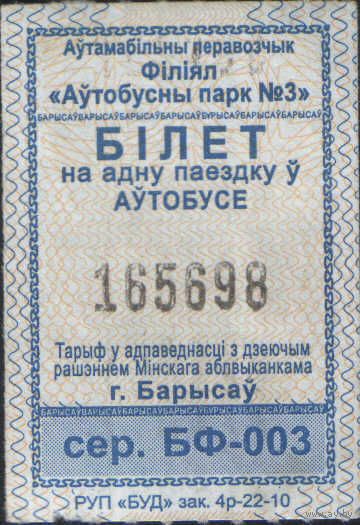 Аўтамабільны перавозчык
Філіял
«Аўтобусны парк №3»
БАРЫСАЎБАРЫСАЎБАРЫСАЎБАРЫСАЎБАРЫСАЎБАРЫСАЎ
БІЛЕТ
на адну паездку ў
АЎТОБУСЕ
165698
Тарыф у адпаведнасці з дзеючым
рашэннем Мінскага аблвыканкама
г. Барысаў
БАРЫСАЎБАРЫСАЎБАРЫСАЎБАРЫСАЎБАРЫСАЎБАРЫСАЎ
сер. БФ-003
РУП «БУД» зак. 4р-22-10